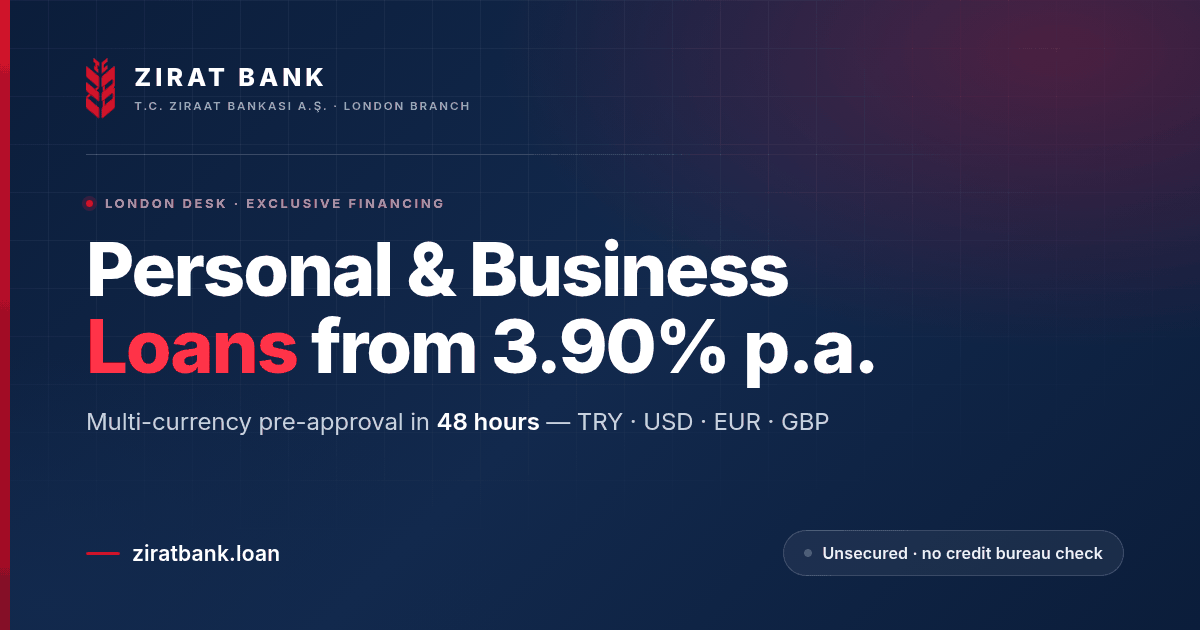 ZIRAT BANK
T.C. ZIRAAT BANKASI A.Ş. · LONDON BRANCH
LONDON DESK · EXCLUSIVE FINANCING
Personal & Business
Loans from 3.90% p.a.
Multi-currency pre-approval in 48 hours — TRY · USD · EUR · GBP
ziratbank.loan
Unsecured · no credit bureau check